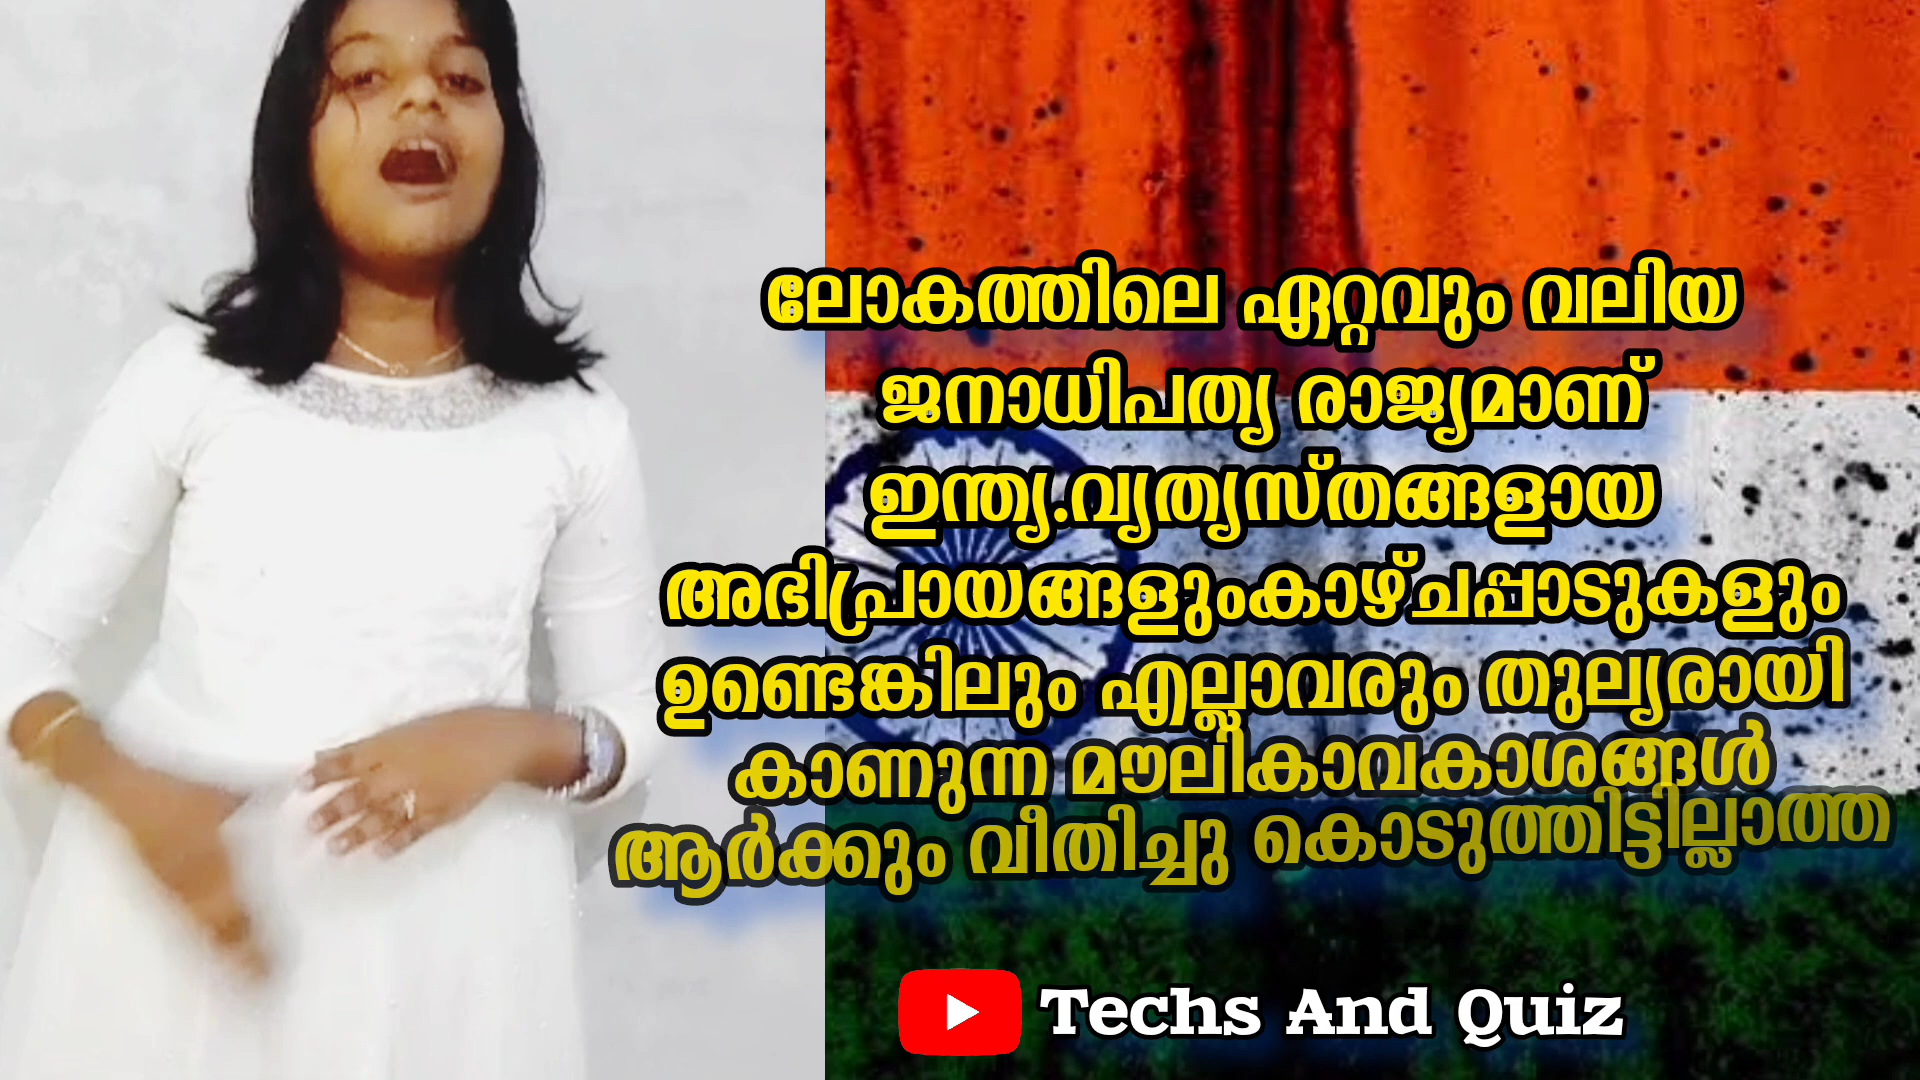 ലോകത്തിലെ ഏറ്റവും വലിയ
ജനാധിപത്യ രാജ്യമാണ്
ഇന്ത്യ.വ്യത്യസ്തങ്ങളായ
അഭിപ്രായങ്ങളുംകാഴ്ചപ്പാടുകളും
ഉണ്ടെങ്കിലും എല്ലാവരും തുല്യരായി
കാണുന്ന മൗലികാവകാശങ്ങൾ
ആർക്കും വീതിച്ചു കൊടുത്തിട്ടില്ലാത്ത
Techs And Quiz